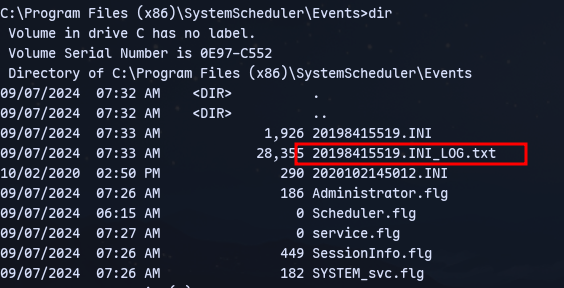 C:\Program Files (x86)\SystemScheduler\Events>dir
Volume in drive C has no label.
Volume Serial Number is 0E97-C552
Directory of C:\Program Files (x86)\SystemScheduler\Events
09/07/2024  07:32 AM    <DIR>          .
09/07/2024  07:32 AM    <DIR>          ..
09/07/2024  07:33 AM             1,926 20198415519.INI
09/07/2024  07:33 AM            28,355 20198415519.INI_LOG.txt
10/02/2020  02:50 PM               290 2020102145012.INI
09/07/2024  07:26 AM               186 Administrator.flg
09/07/2024  06:15 AM                 0 Scheduler.flg
09/07/2024  07:27 AM                 0 service.flg
09/07/2024  07:26 AM               449 SessionInfo.flg
09/07/2024  07:26 AM               182 SYSTEM_svc.flg